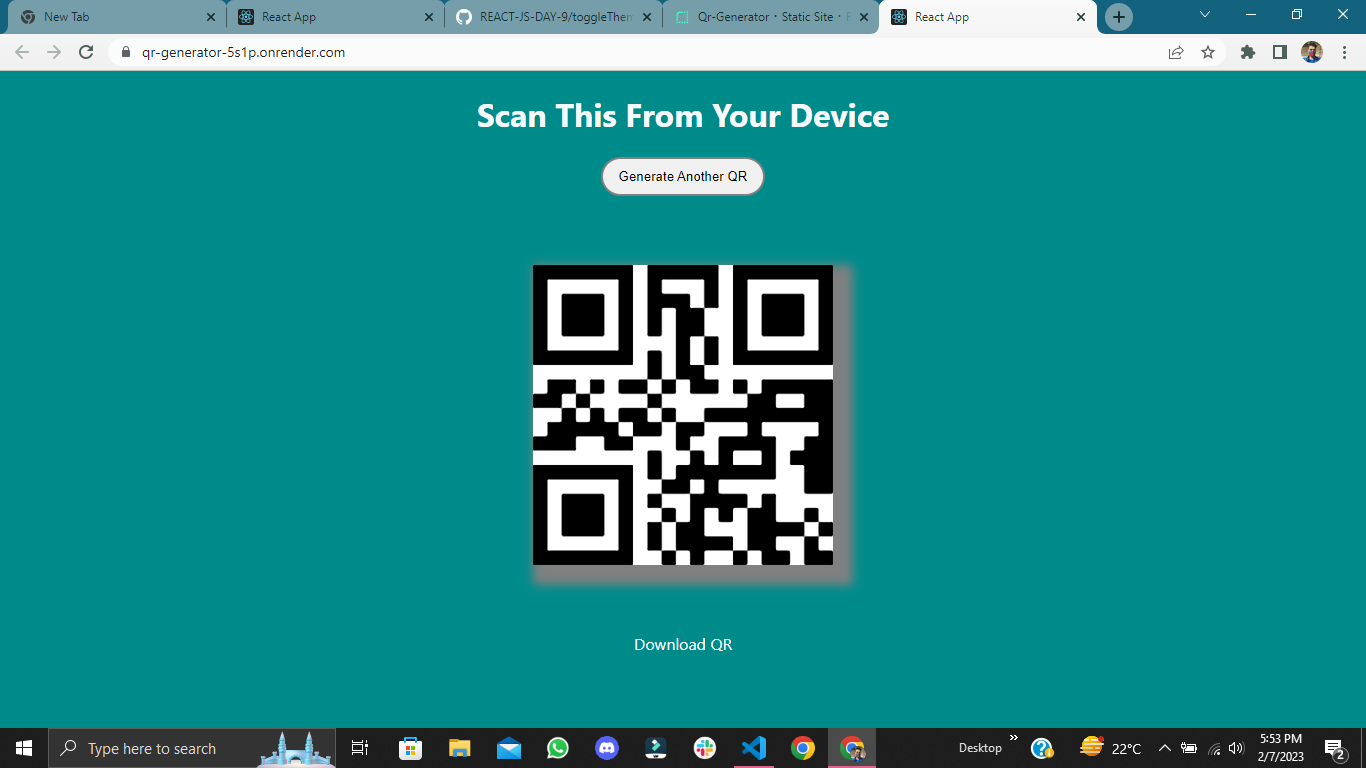 New Tab
React App
REACT-JS-DAY-9/toggleThem
Qr-Generator · Static Site ·
React App
qr-generator-5s1p.onrender.com
Scan This From Your Device
Generate Another QR
Download QR
Type here to search
Desktop
22°C
5:53 PM
2/7/2023
2